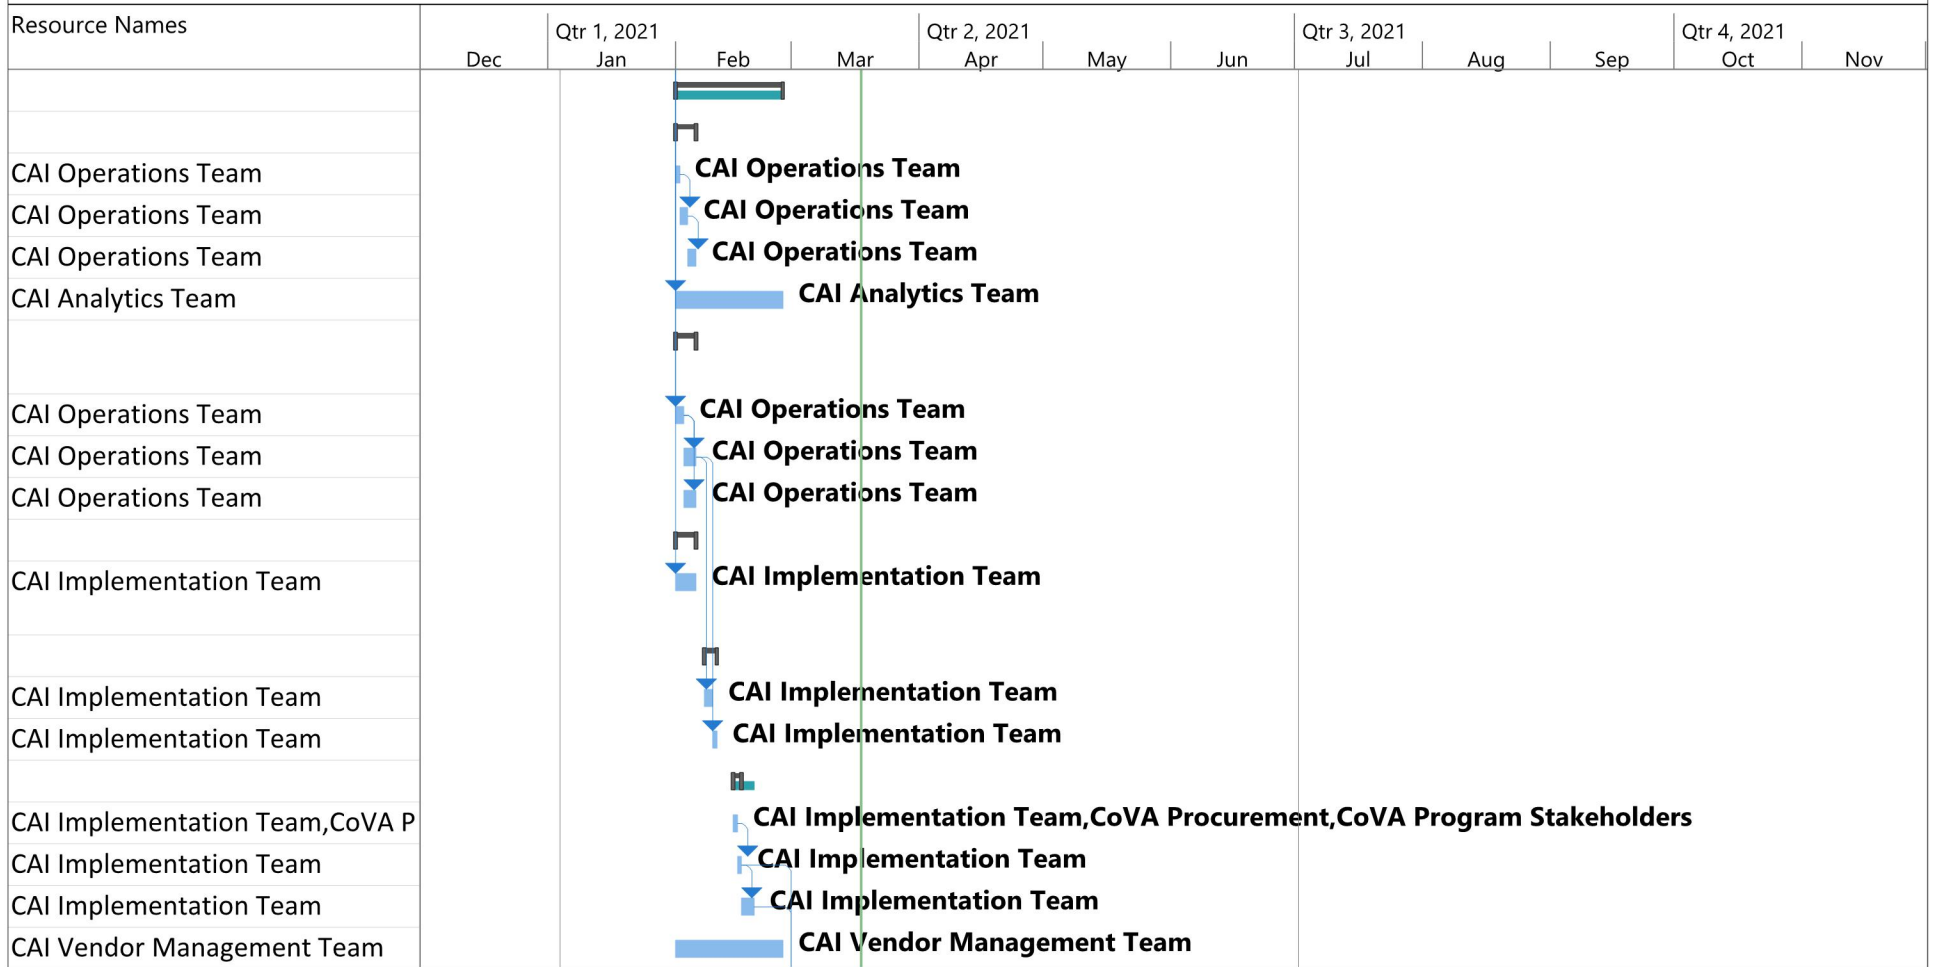 Resource Names
Qtr 1, 2021 Qtr 2, 2021 Qtr 3, 2021 Qtr 4, 2021
Dec Jan Feb Mar Apr May Jun Jul Aug Sep Oct Nov
CAI Operations Team CAI Operations Team
CAI Operations Team CAI Operations Team
CAI Operations Team CAI Operations Team
CAI Analytics Team CAI Analytics Team
CAI Operations Team CAI Operations Team
CAI Operations Team CAI Operations Team
CAI Operations Team CAI Operations Team
CAI Implementation Team CAI Implementation Team
CAI Implementation Team CAI Implementation Team
CAI Implementation Team CAI Implementation Team
CAI Implementation Team,CoVA P CAI Implementation Team,CoVA Procurement,CoVA Program Stakeholders
CAI Implementation Team CAI Implementation Team
CAI Implementation Team CAI Implementation Team
CAI Vendor Management Team CAI Vendor Management Team